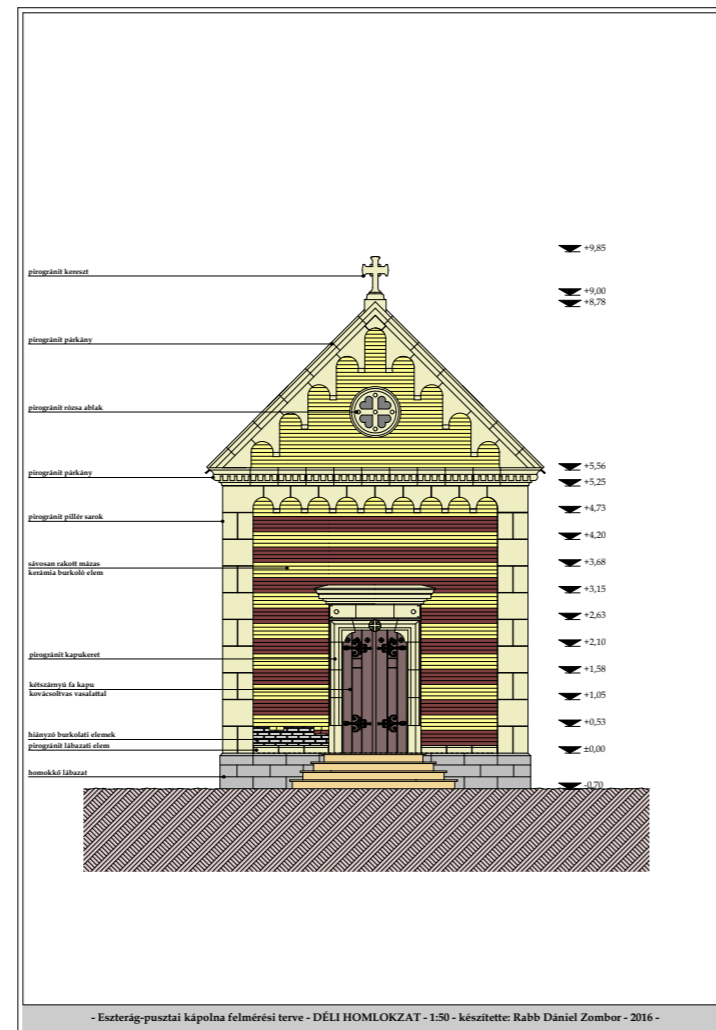 +9,85
pirogránit kereszt
+9,00
+8,78
pirogránit párkány
pirogránit rózsa ablak
+5,56
pirogránit párkány
+5,25
+4,73
pirogránit pillér sarok
+4,20
sávosan rakott mázas
kerámia burkoló elem
+3,68
+3,15
+2,63
+2,10
pirogránit kapukeret
+1,58
kétszárnyú fa kapu
kovácsoltvas vasalattal
+1,05
+0,53
hiányzó burkolati elemek
pirogránit lábazati elem
±0,00
homokkő lábazat
-0,70
- Eszterág-pusztai kápolna felmérési terve - DÉLI HOMLOKZAT - 1:50 - készítette: Rabb Dániel Zombor - 2016 -